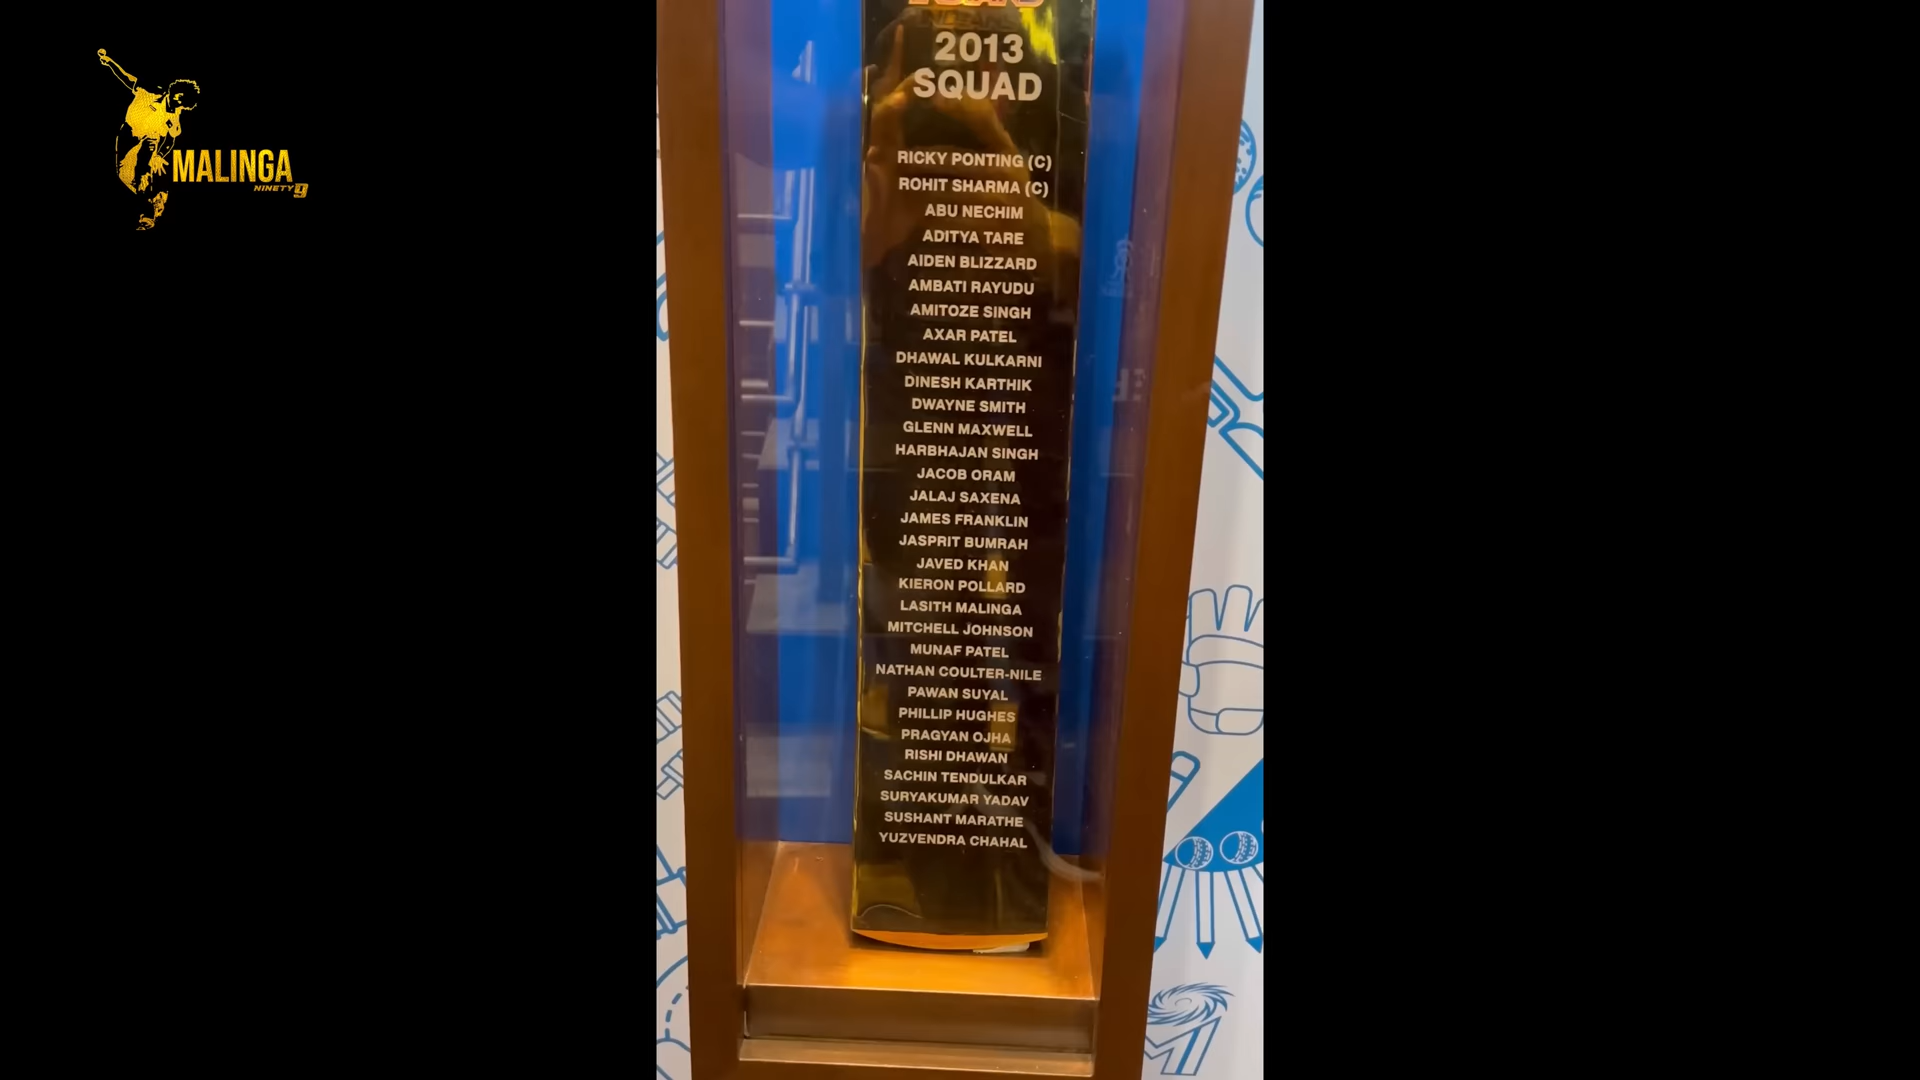 MALINGA
NINETY 9
INDIANS
2013
SQUAD
RICKY PONTING (C)
ROHIT SHARMA (C)
ABU NECHIM
ADITYA TARE
AIDEN BLIZZARD
AMBATI RAYUDU
AMITOZE SINGH
AXAR PATEL
DHAWAL KULKARNI
DINESH KARTHIK
DWAYNE SMITH
GLENN MAXWELL
HARBHAJAN SINGH
JACOB ORAM
JALAJ SAXENA
JAMES FRANKLIN
JASPRIT BUMRAH
JAVED KHAN
KIERON POLLARD
LASITH MALINGA
MITCHELL JOHNSON
MUNAF PATEL
NATHAN COULTER-NILE
PAWAN SUYAL
PHILLIP HUGHES
PRAGYAN OJHA
RISHI DHAWAN
SACHIN TENDULKAR
SURYAKUMAR YADAV
SUSHANT MARATHE
YUZVENDRA CHAHAL